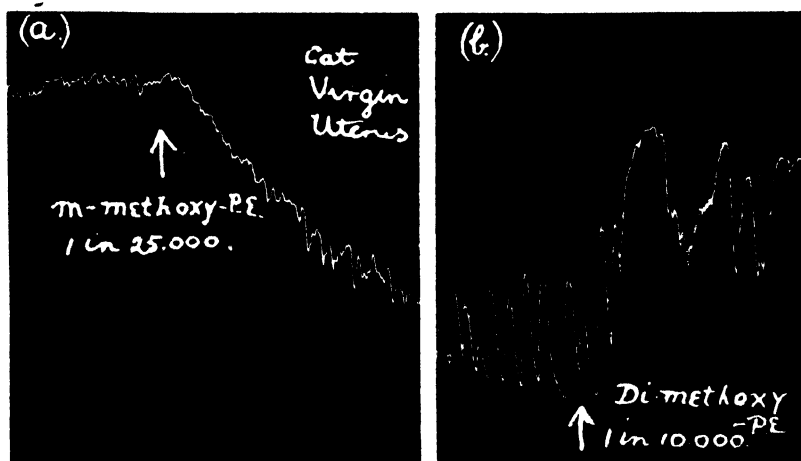 (a.)
Cat
Virgin
Uterus
m-methoxy-P.E.
1 in 25.000.
(b.)
Di.methoxy
-PE
1 in 10.000